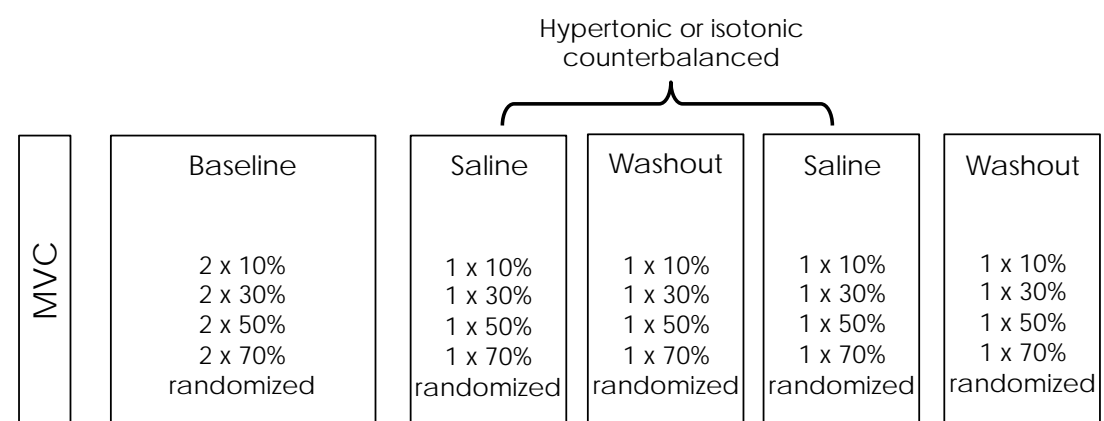 Hypertonic or isotonic
counterbalanced
MVC
Baseline
2 x 10%
2 x 30%
2 x 50%
2 x 70%
randomized
Saline
1 x 10%
1 x 30%
1 x 50%
1 x 70%
randomized
Washout
1 x 10%
1 x 30%
1 x 50%
1 x 70%
randomized
Saline
1 x 10%
1 x 30%
1 x 50%
1 x 70%
randomized
Washout
1 x 10%
1 x 30%
1 x 50%
1 x 70%
randomized